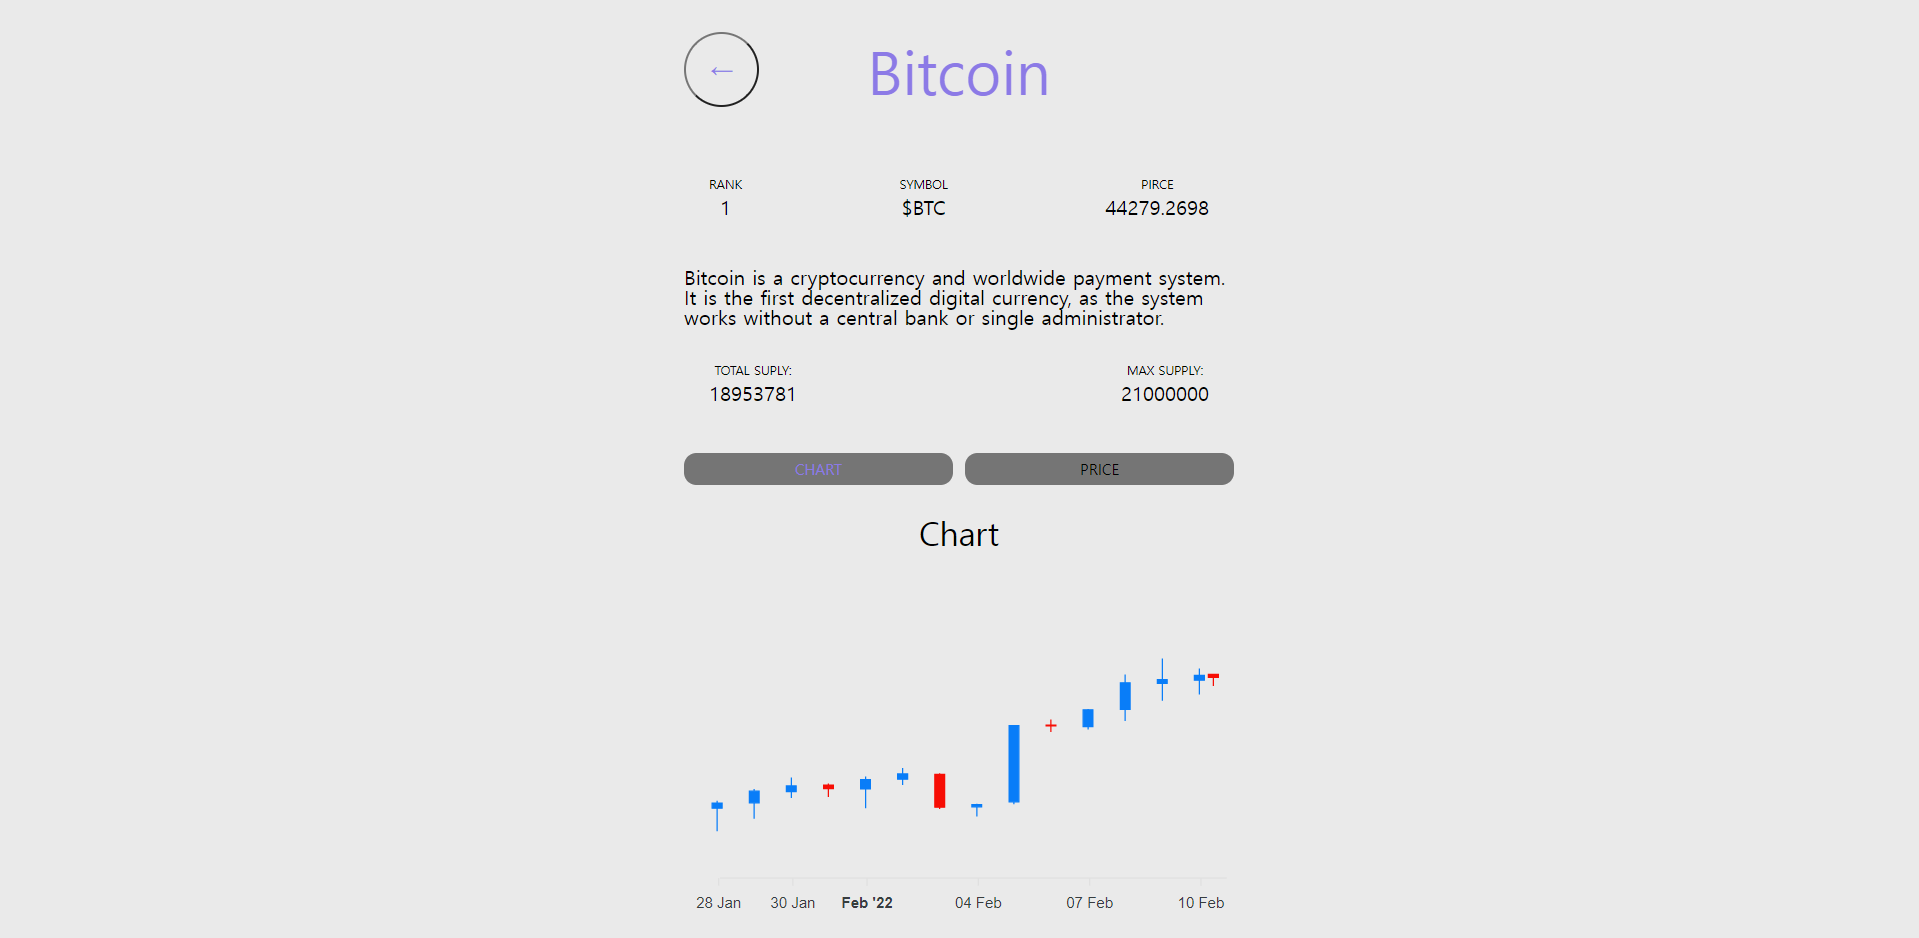 ←
Bitcoin
RANK SYMBOL PIRCE
1 $BTC 44279.2698
Bitcoin is a cryptocurrency and worldwide payment system.
It is the first decentralized digital currency, as the system
works without a central bank or single administrator.
TOTAL SUPLY: MAX SUPPLY:
18953781 21000000
CHART PRICE
Chart
28 Jan 30 Jan Feb '22 04 Feb 07 Feb 10 Feb